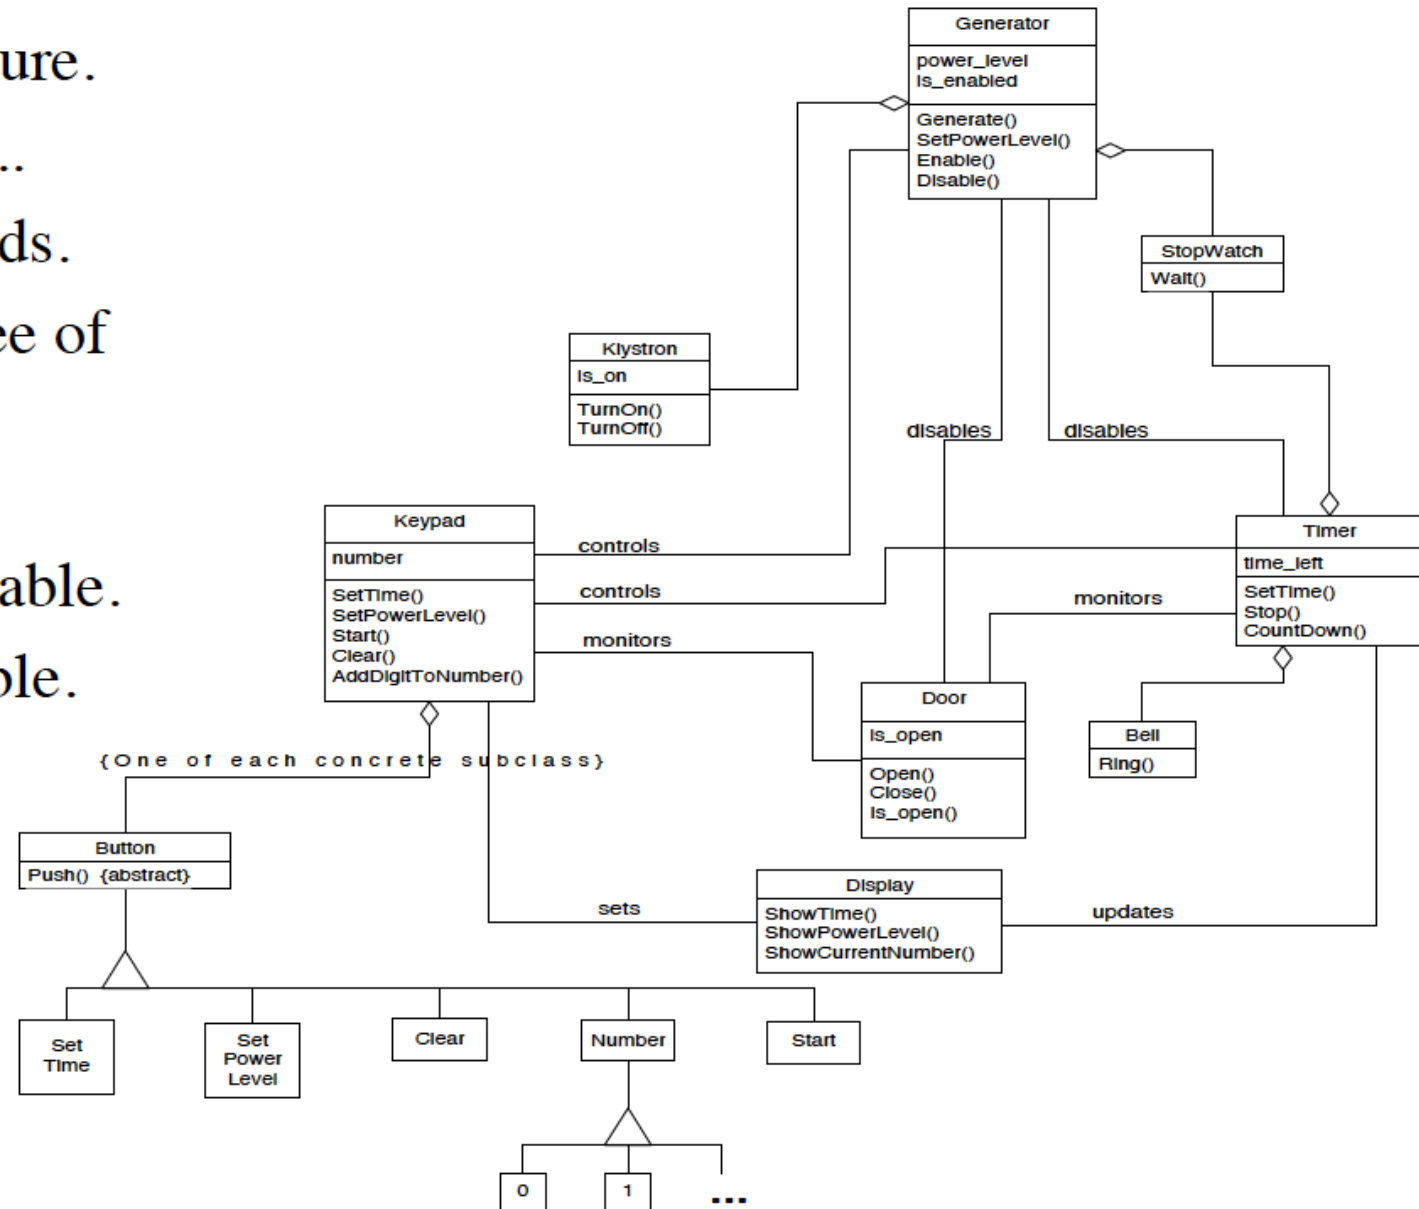 ure.
..
ds.
ee of
able.
ple.
Generator
power_level
is_enabled
Generate()
SetPowerLevel()
Enable()
Disable()
StopWatch
Wait()
Klystron
is_on
TurnOn()
TurnOff()
disables
disables
Keypad
number
SetTime()
SetPowerLevel()
Start()
Clear()
AddDigitToNumber()
controls
controls
monitors
monitors
Timer
time_left
SetTime()
Stop()
CountDown()
Door
is_open
Open()
Close()
is_open()
Bell
Ring()
{One of each concrete subclass}
Button
Push() {abstract}
sets
Display
ShowTime()
ShowPowerLevel()
ShowCurrentNumber()
updates
Set
Time
Set
Power
Level
Clear
Number
Start
0
1
...